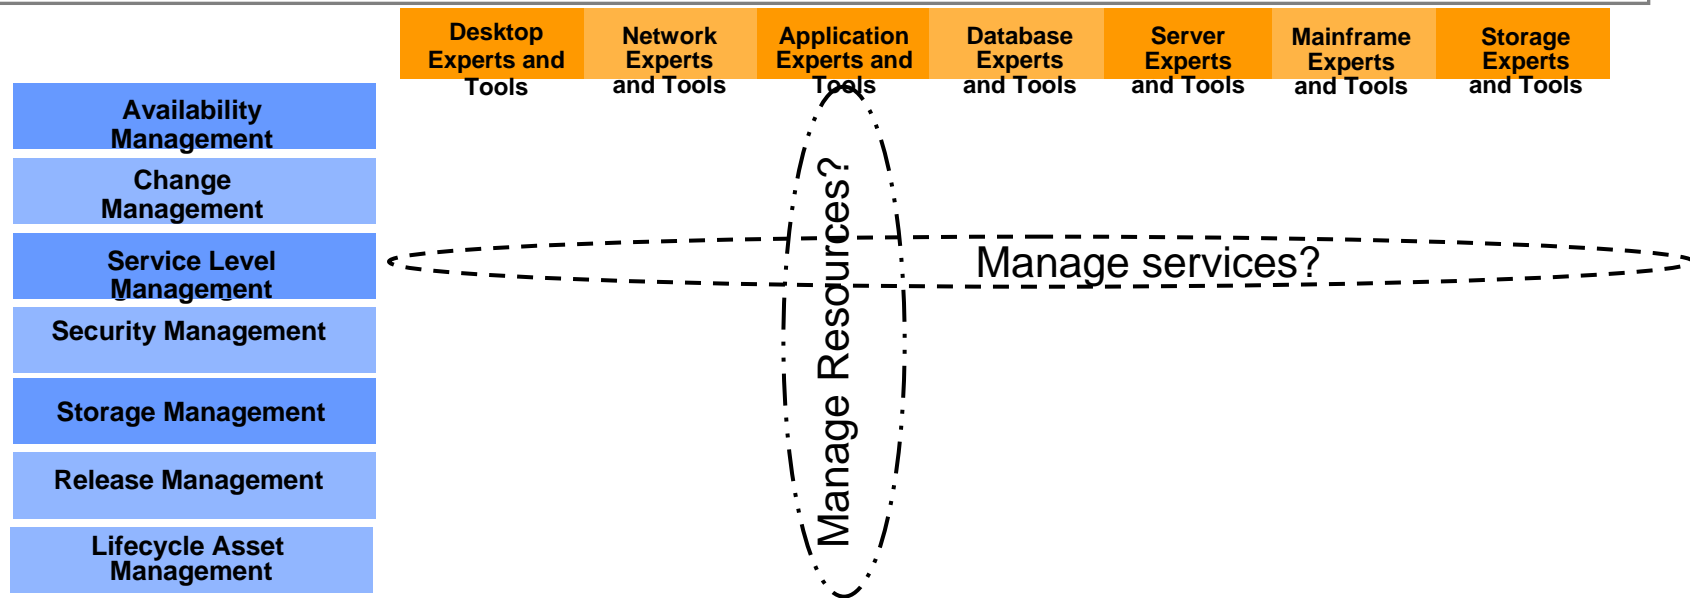 Desktop
Experts and
Tools
Network
Experts
and Tools
Application
Experts and
Tools
Database
Experts
and Tools
Server
Experts
and Tools
Mainframe
Experts
and Tools
Storage
Experts
and Tools
Availability
Management
Change
Management
Service Level
Management
Security Management
Storage Management
Release Management
Lifecycle Asset
Management
Manage Resources?
Manage services?